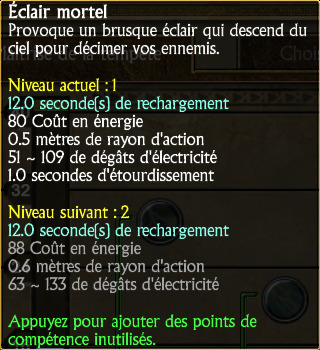 Éclair mortel
Provoque un brusque éclair qui descend du
ciel pour décimer vos ennemis.
Niveau actuel : 1
12.0 seconde(s) de rechargement
80 Coût en énergie
0.5 mètres de rayon d'action
51 ~ 109 de dégâts d'électricité
1.0 secondes d'étourdissement
32
Niveau suivant : 2
12.0 seconde(s) de rechargement
88 Coût en énergie
0.6 mètres de rayon d'action
63 ~ 133 de dégâts d'électricité
Appuyez pour ajouter des points de
compétence inutilisés.